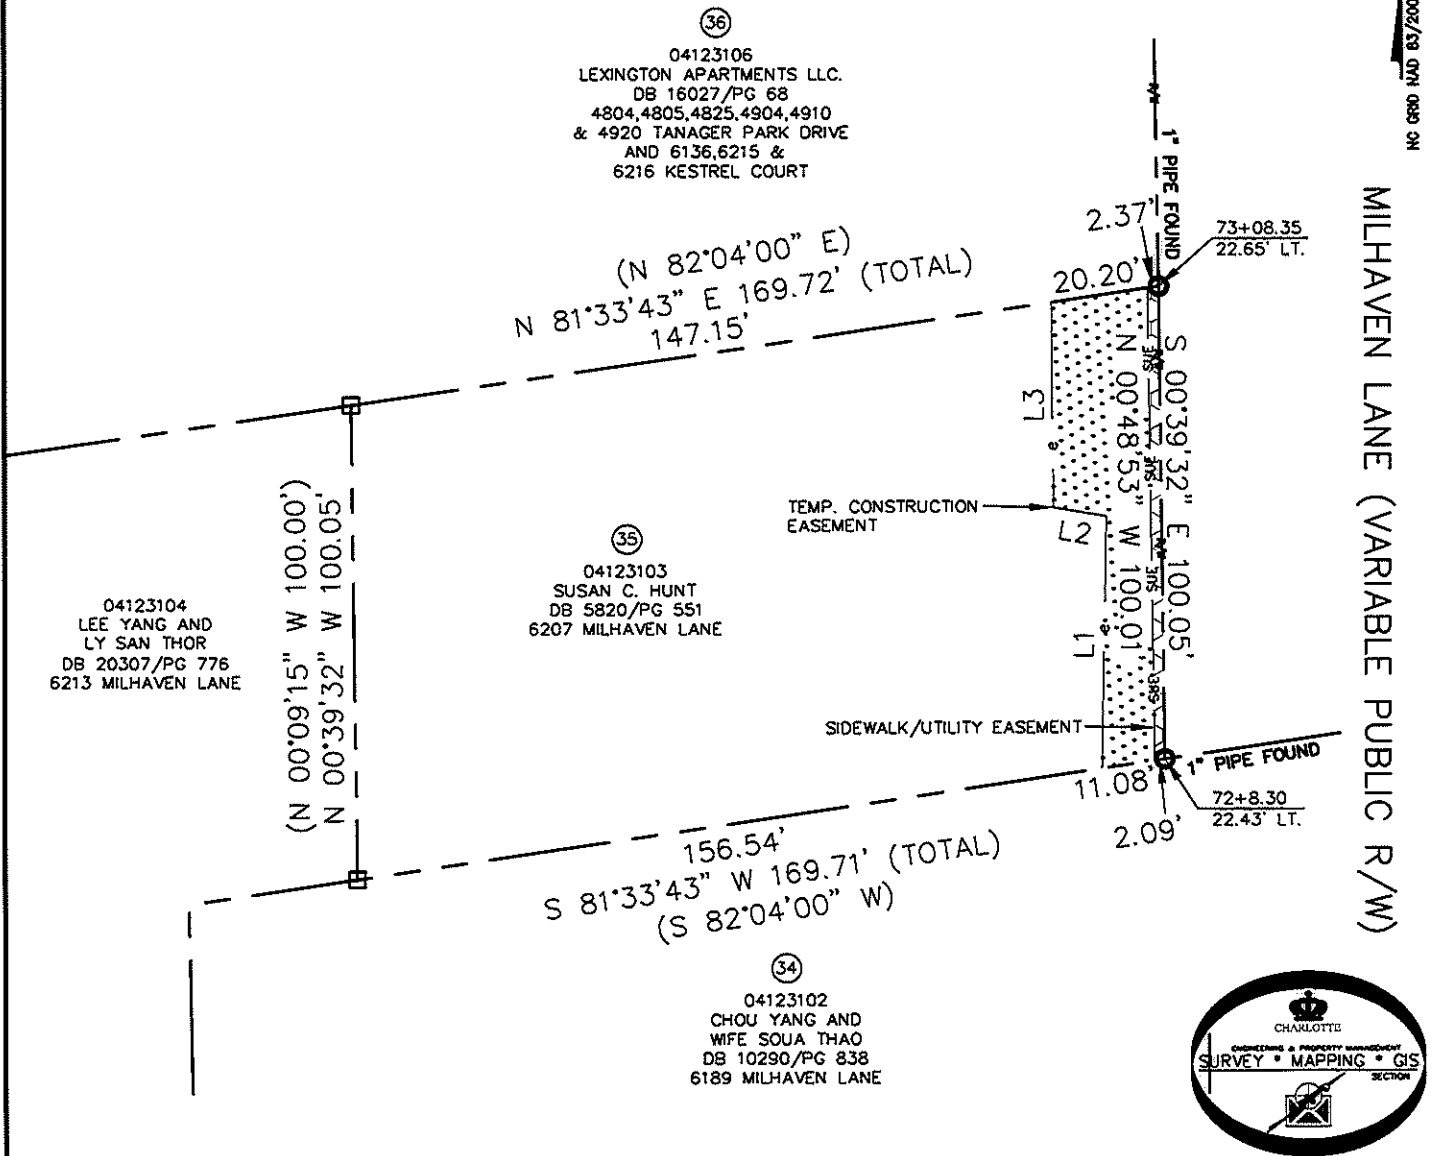 36
04123106
LEXINGTON APARTMENTS LLC.
DB 16027/PG 68
4804,4805,4825,4904,4910
& 4920 TANAGER PARK DRIVE
AND 6136,6215 &
6216 KESTREL COURT
1" PIPE FOUND
2.37'
73+08.35
22.65' LT.
20.20'
(N 82°04'00" E)
N 81°33'43" E 169.72' (TOTAL)
147.15'
MILHAVEN LANE (VARIABLE PUBLIC R/W)
S 00°39'32" E 100.05'
N 00°48'53" W 100.01
SUE
SUE
SUE
L3
e
TEMP. CONSTRUCTION
EASEMENT
L2
L1
e
35
04123103
SUSAN C. HUNT
DB 5820/PG 551
6207 MILHAVEN LANE
04123104
LEE YANG AND
LY SAN THOR
DB 20307/PG 776
6213 MILHAVEN LANE
(N 00°09'15" W 100.00')
N 00°39'32" W 100.05'
SIDEWALK/UTILITY EASEMENT
1" PIPE FOUND
11.08'
72+8.30
22.43' LT.
2.09'
156.54'
S 81°33'43" W 169.71' (TOTAL)
(S 82°04'00" W)
34
04123102
CHOU YANG AND
WIFE SOUA THAO
DB 10290/PG 838
6189 MILHAVEN LANE
CHARLOTTE
ENGINEERING & PROPERTY MANAGEMENT
SURVEY * MAPPING * GIS
SECTION